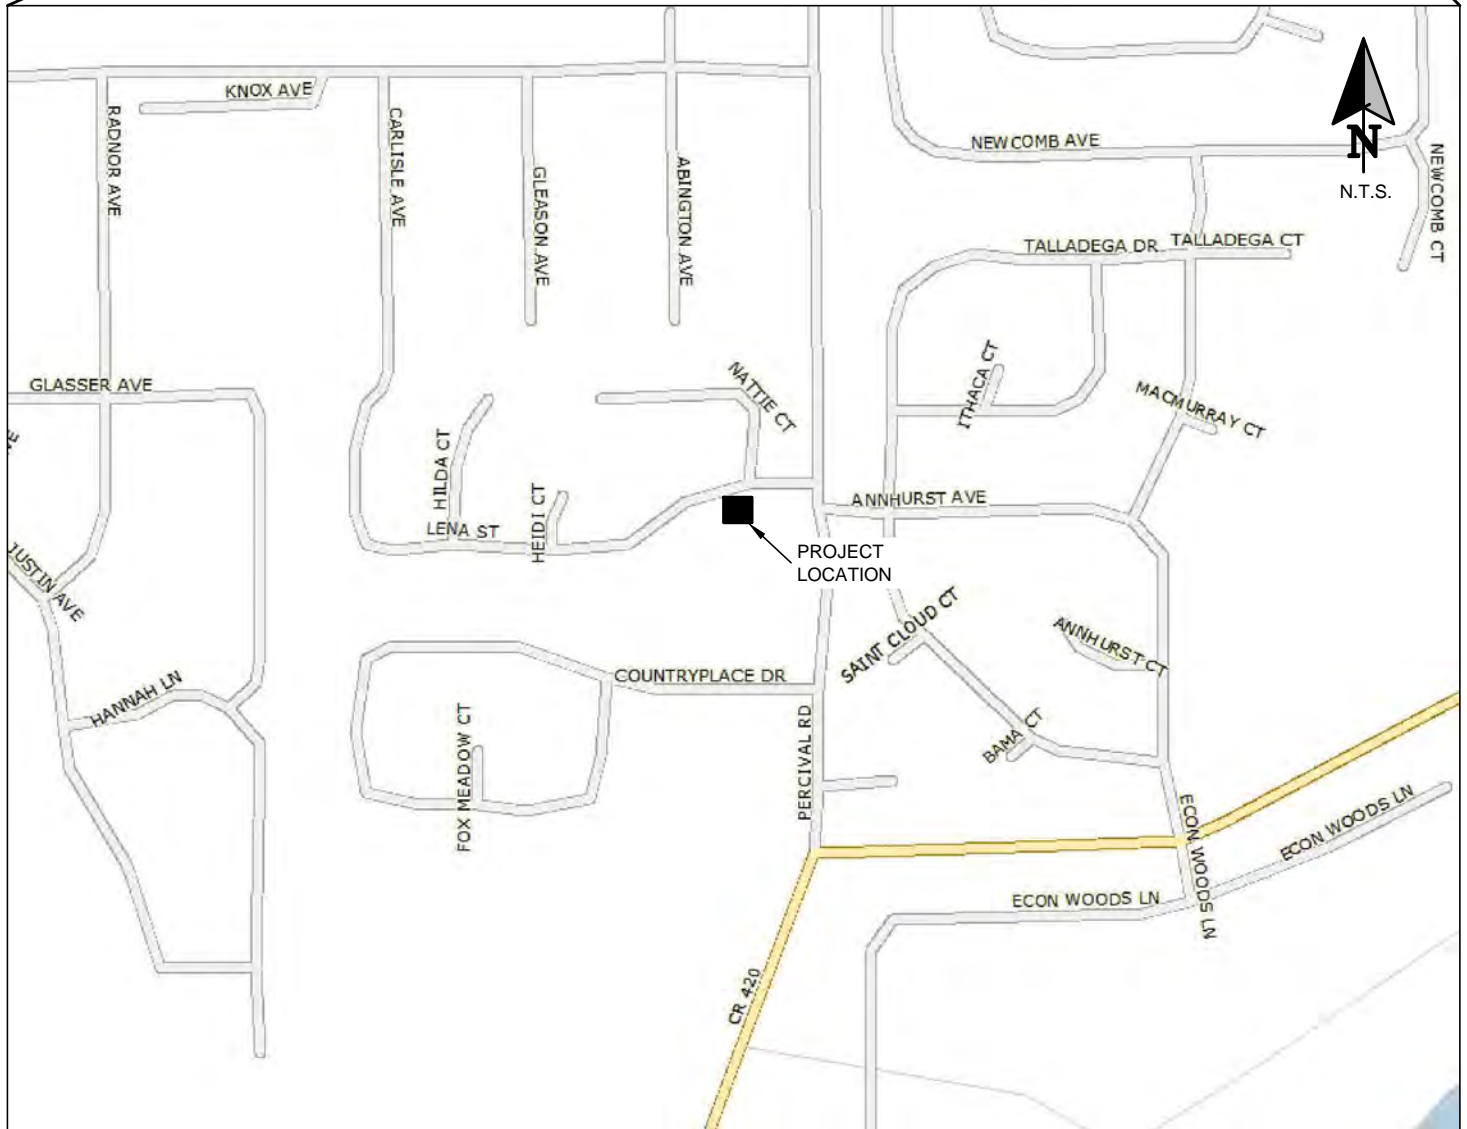 KNOX AVE
RADNOR AVE
CARLISLE AVE
GLEASON AVE
ABINGTON AVE
NEWCOMB AVE
N
N.T.S.
NEWCOMB CT
TALLADEGA DR
TALLADEGA CT
GLASSER AVE
NATTIE CT
ITHACA CT
MACMURRAY CT
HILDA CT
HEIDI CT
LENA ST
ANNHURST AVE
PROJECT
LOCATION
JUSTIN AVE
SAINT CLOUD CT
ANNHURST CT
HANNAH LN
COUNTRYPLACE DR
FOX MEADOW CT
PERCIVAL RD
BAMA CT
ECON WOODS LN
ECON WOODS LN
ECON WOODS LN
CR 420